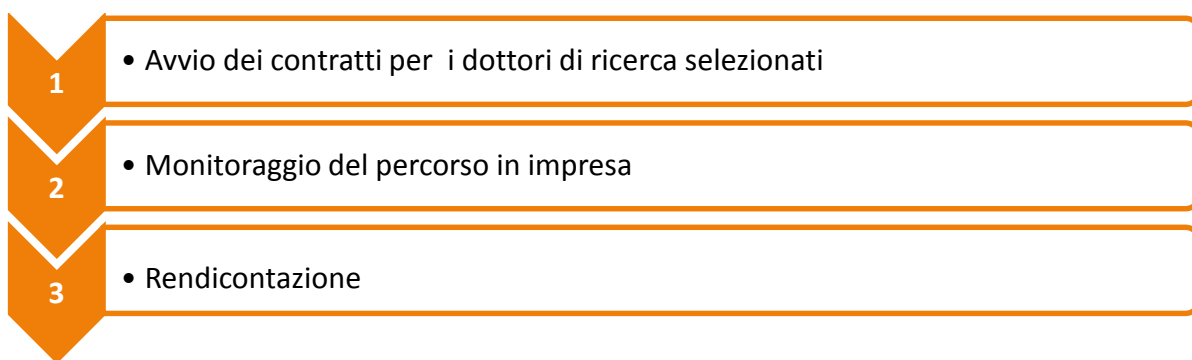 1
• Avvio dei contratti per  i dottori di ricerca selezionati
2
• Monitoraggio del percorso in impresa
3
• Rendicontazione